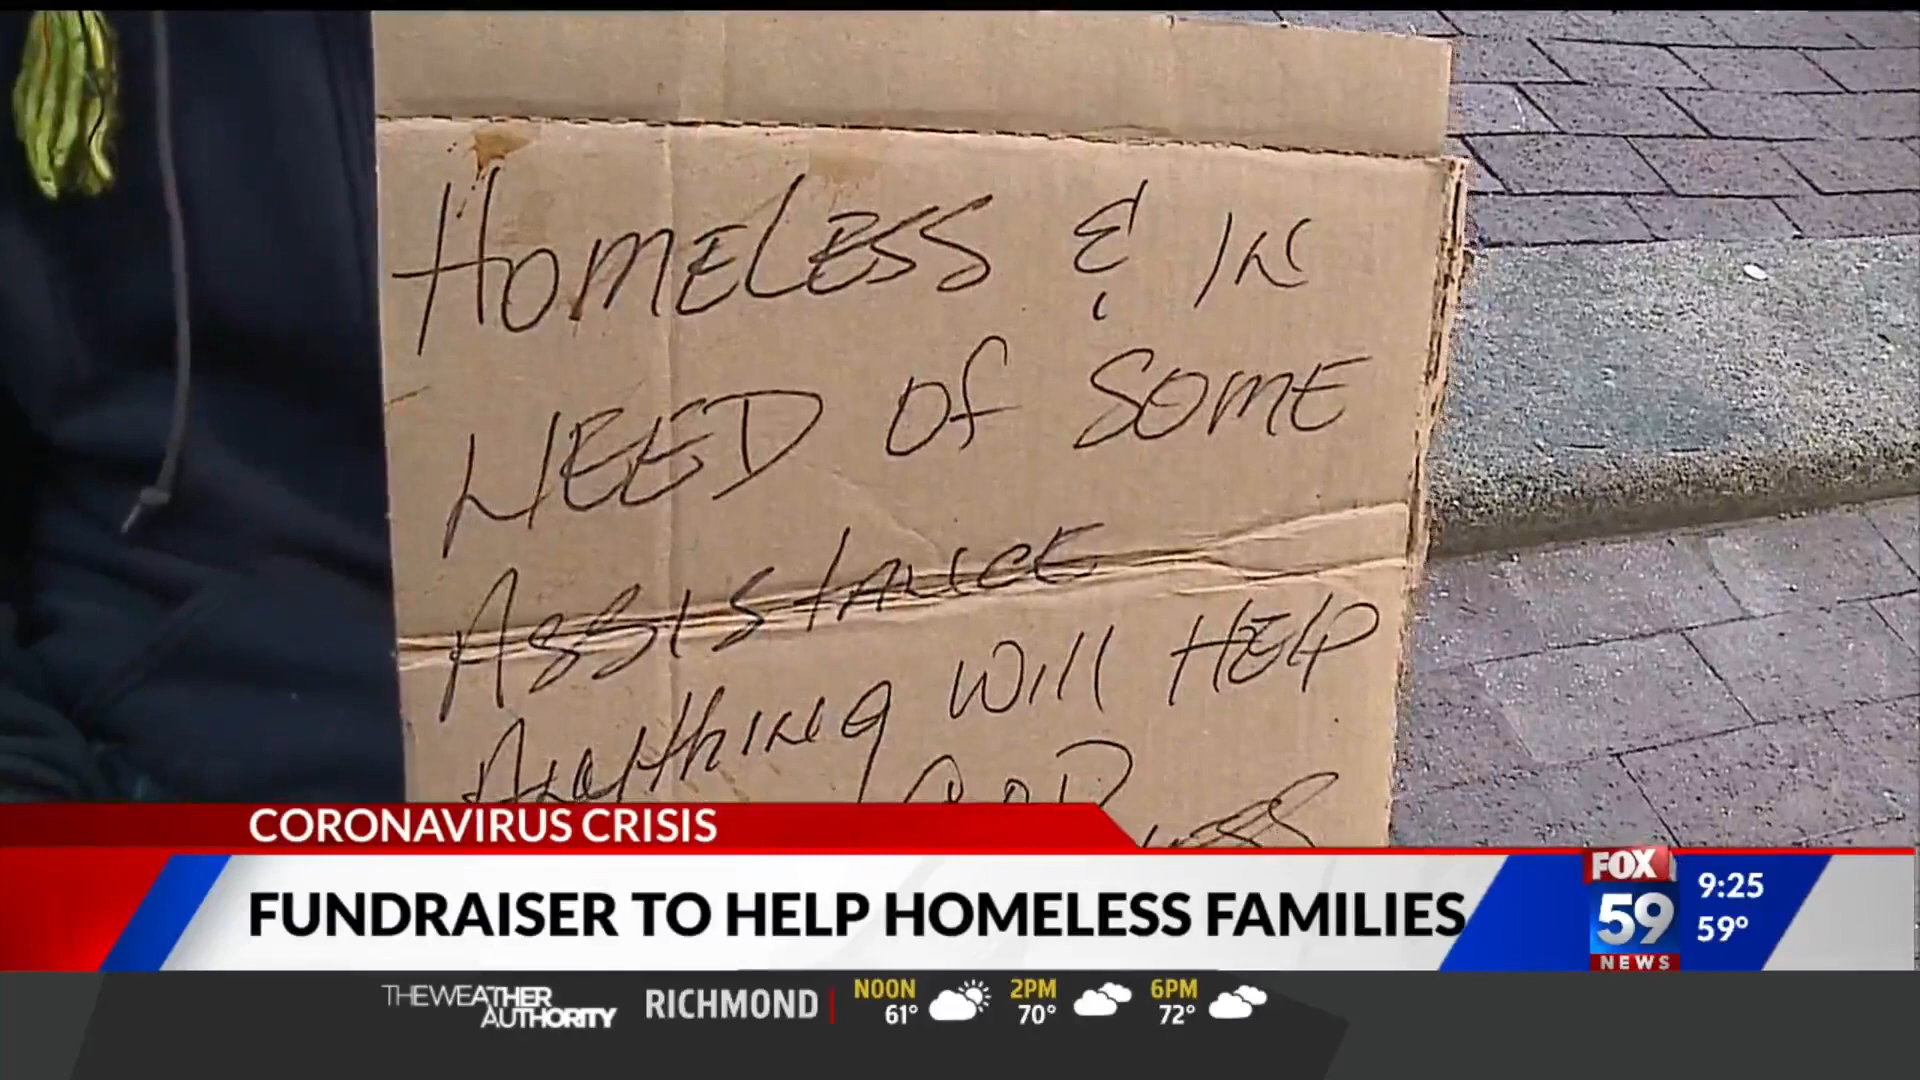 HOMELESS & IN
NEED Of SOME
ASSISTANCE
Anything Will HELP
GOD
CORONAVIRUS CRISIS
FUNDRAISER TO HELP HOMELESS FAMILIES
FOX
59
NEWS
9:25
59°
THE WEATHER
AUTHORITY
RICHMOND
NOON
61°
2PM
70°
6PM
72°